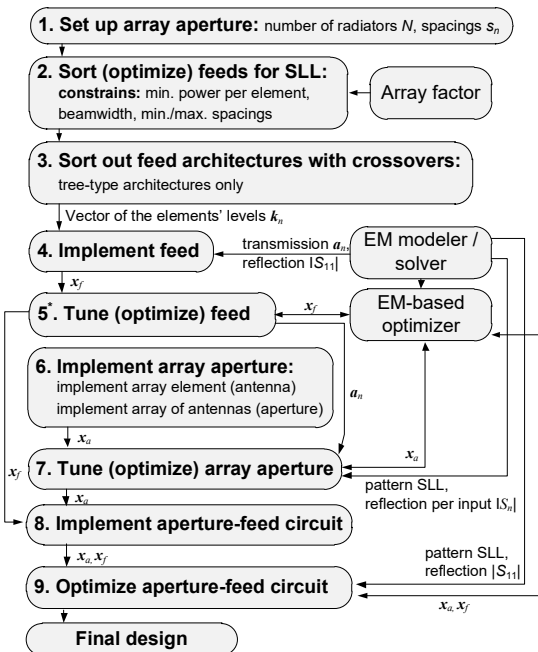 1. Set up array aperture: number of radiators N, spacings sₙ
2. Sort (optimize) feeds for SLL:
constrains: min. power per element,
beamwidth, min./max. spacings
Array factor
3. Sort out feed architectures with crossovers:
tree-type architectures only
Vector of the elements' levels kₙ
4. Implement feed
transmission aₙ,
reflection |S₁₁|
EM modeler /
solver
x_f
5*. Tune (optimize) feed
x_f
EM-based
optimizer
6. Implement array aperture:
implement array element (antenna)
implement array of antennas (aperture)
aₙ
xₐ
x_f
7. Tune (optimize) array aperture
xₐ
pattern SLL,
reflection per input |Sₙ|
xₐ
8. Implement aperture-feed circuit
xₐ, x_f
pattern SLL,
reflection |S₁₁|
9. Optimize aperture-feed circuit
xₐ, x_f
Final design